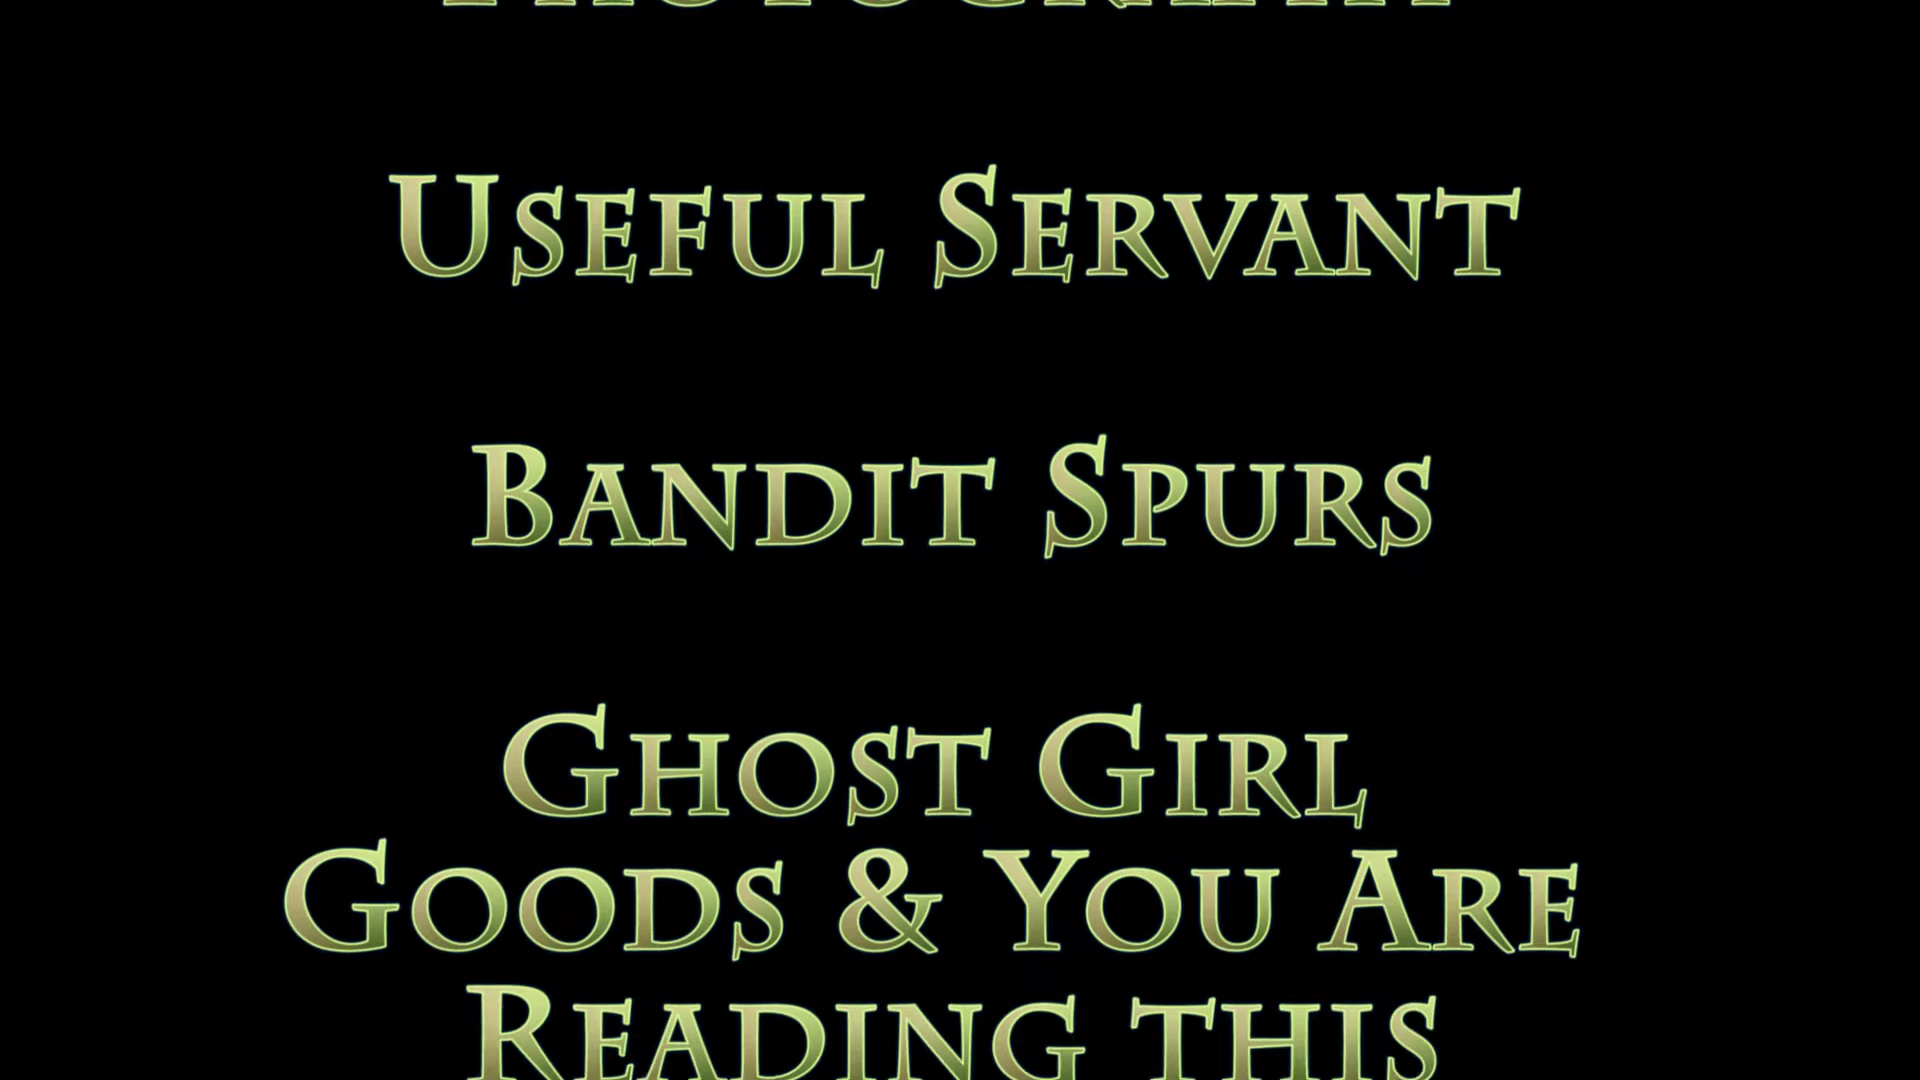 Useful Servant
Bandit Spurs
Ghost Girl
Goods & You Are
Reading this